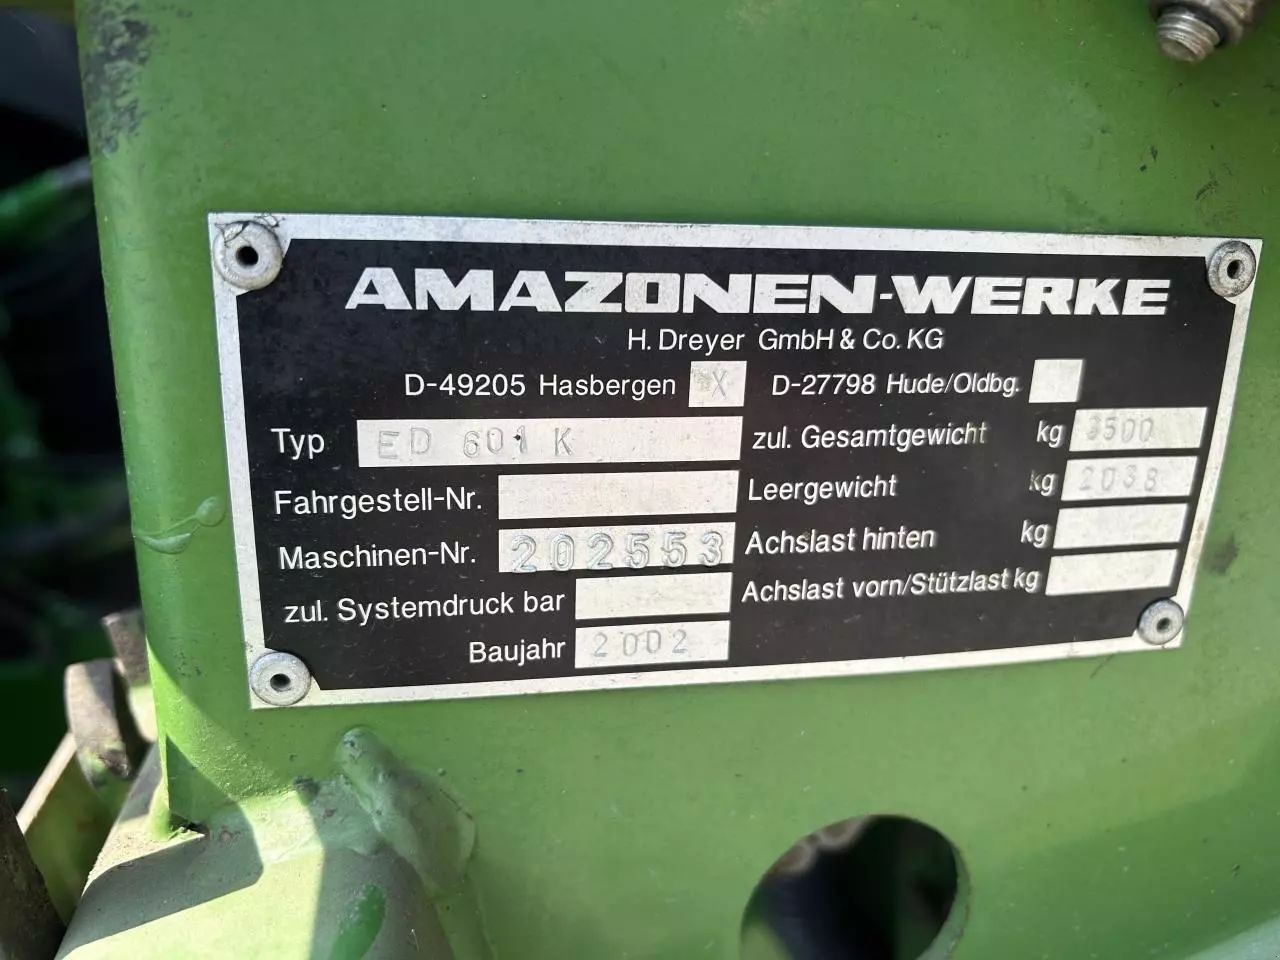 AMAZONEN-WERKE
H. Dreyer GmbH & Co. KG
D-49205 Hasbergen X D-27798 Hude/Oldbg.
Typ ED 601 K zul. Gesamtgewicht kg 3500
Fahrgestell-Nr. Leergewicht kg 2038
Maschinen-Nr. 202553 Achslast hinten kg
zul. Systemdruck bar Achslast vorn/Stützlast kg
Baujahr 2002